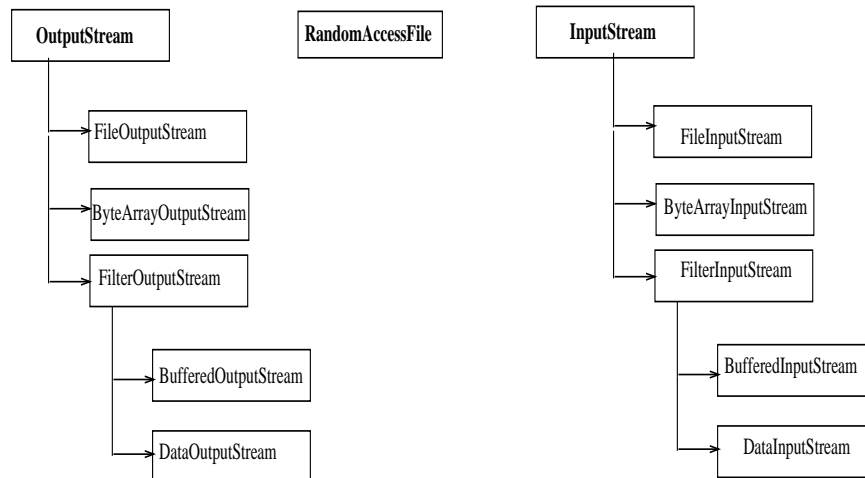 OutputStream
RandomAccessFile
InputStream
FileOutputStream
FileInputStream
ByteArrayOutputStream
ByteArrayInputStream
FilterOutputStream
FilterInputStream
BufferedOutputStream
BufferedInputStream
DataOutputStream
DataInputStream